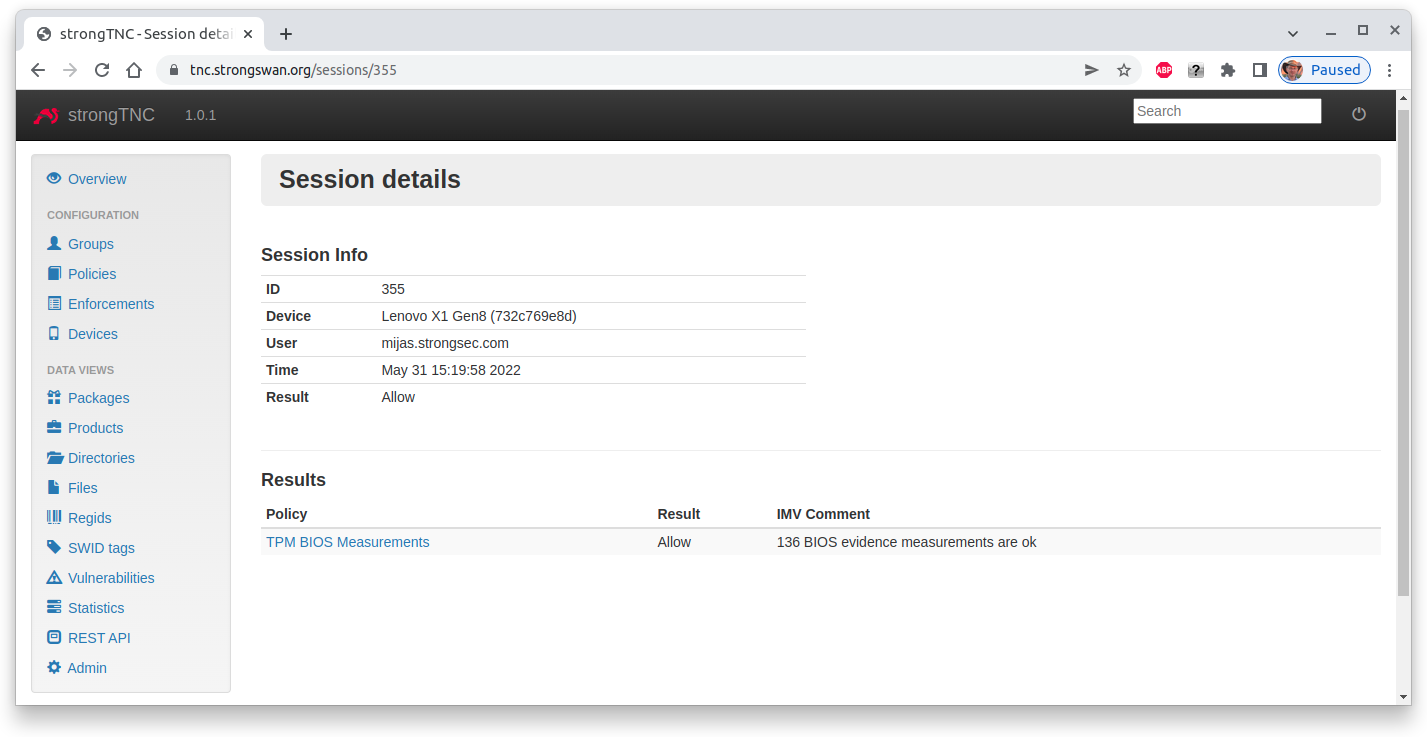 strongTNC - Session deta
tnc.strongswan.org/sessions/355
ABP
?
Paused
strongTNC 1.0.1
Search
Overview
CONFIGURATION
Groups
Policies
Enforcements
Devices
DATA VIEWS
Packages
Products
Directories
Files
Regids
SWID tags
Vulnerabilities
Statistics
REST API
Admin
Session details
Session Info
ID 355
Device Lenovo X1 Gen8 (732c769e8d)
User mijas.strongsec.com
Time May 31 15:19:58 2022
Result Allow
Results
Policy Result IMV Comment
TPM BIOS Measurements Allow 136 BIOS evidence measurements are ok